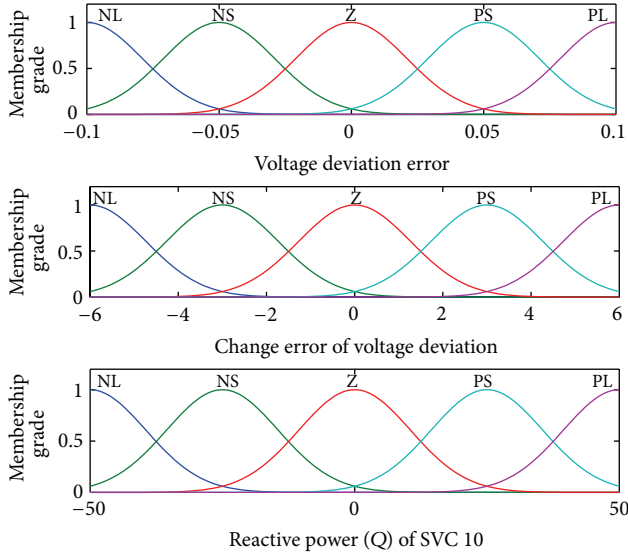 NL NS Z PS PL
Membership grade
1
0.5
0
−0.1 −0.05 0 0.05 0.1
Voltage deviation error
NL NS Z PS PL
Membership grade
1
0.5
0
−6 −4 −2 0 2 4 6
Change error of voltage deviation
NL NS Z PS PL
Membership grade
1
0.5
0
−50 0 50
Reactive power (Q) of SVC 10